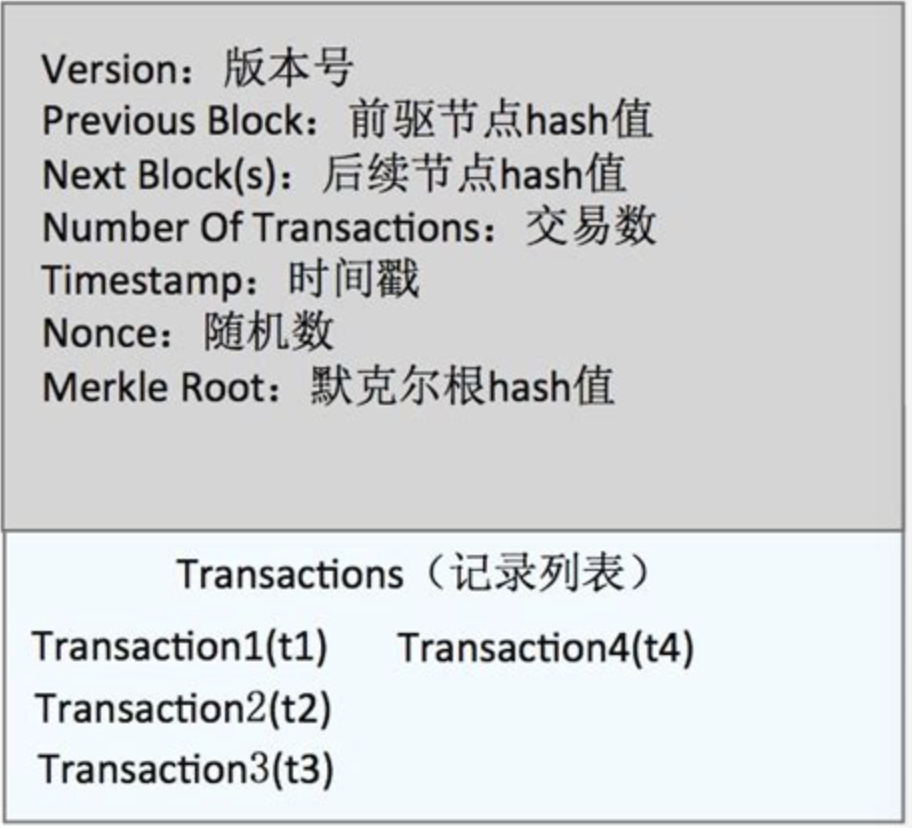 Version：版本号
Previous Block：前驱节点hash值
Next Block(s)：后续节点hash值
Number Of Transactions：交易数
Timestamp：时间戳
Nonce：随机数
Merkle Root：默克尔根hash值
Transactions（记录列表）
Transaction1(t1) Transaction4(t4)
Transaction2(t2)
Transaction3(t3)